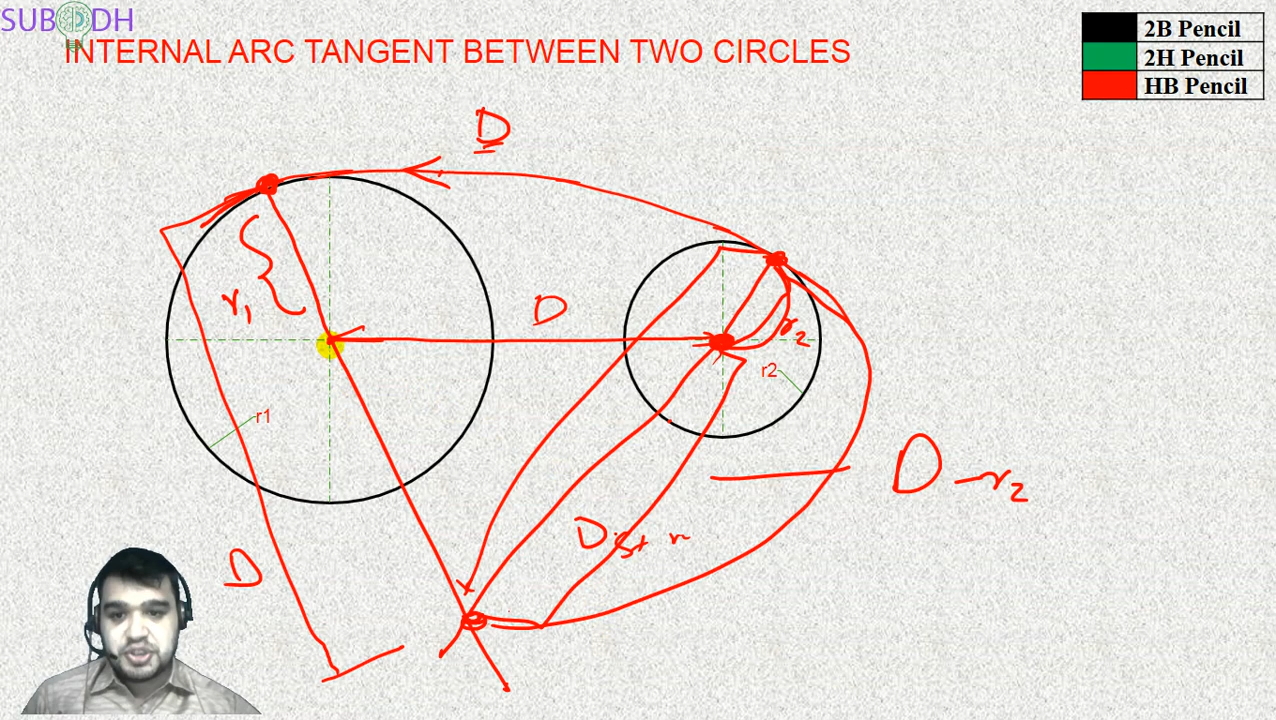 SUBODH
INTERNAL ARC TANGENT BETWEEN TWO CIRCLES
2B Pencil
2H Pencil
HB Pencil
D
r1
D
r2
r2
r1
D - r2
D